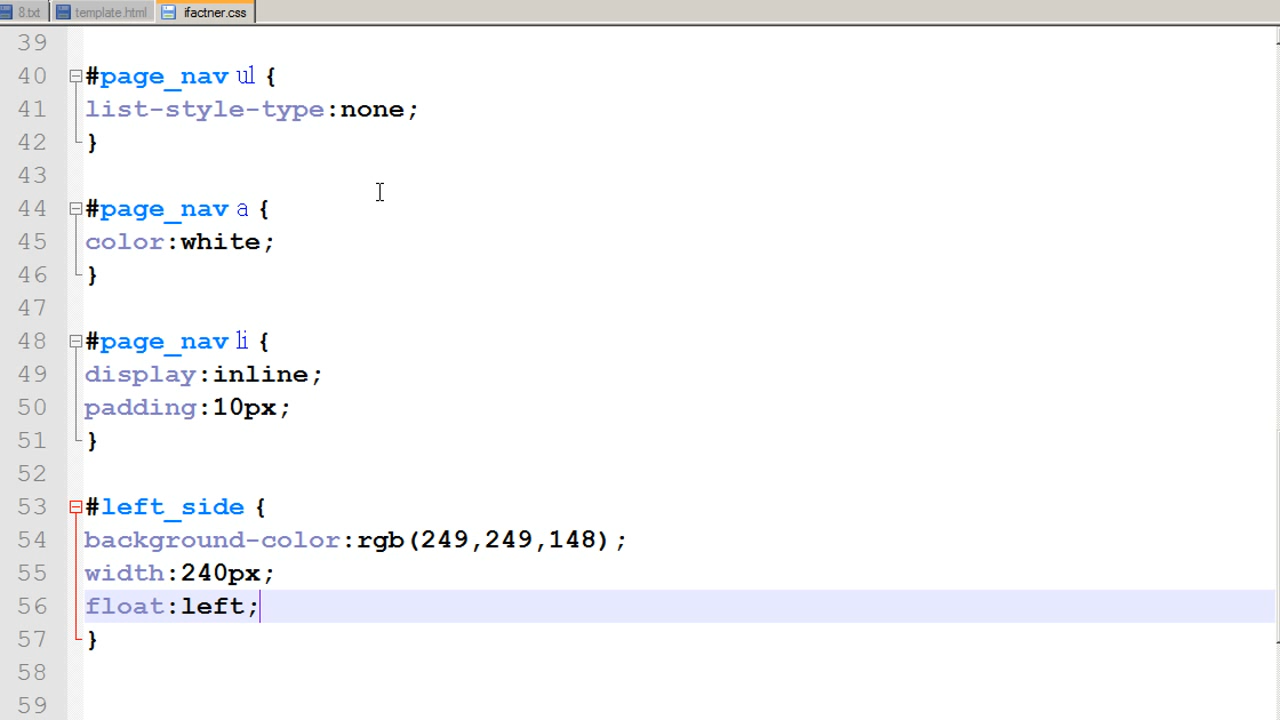 8.txt template.html ifactner.css
39
40 #page_nav ul {
41 list-style-type:none;
42 }
43
44 #page_nav a {
45 color:white;
46 }
47
48 #page_nav li {
49 display:inline;
50 padding:10px;
51 }
52
53 #left_side {
54 background-color:rgb(249,249,148);
55 width:240px;
56 float:left;
57 }
58
59